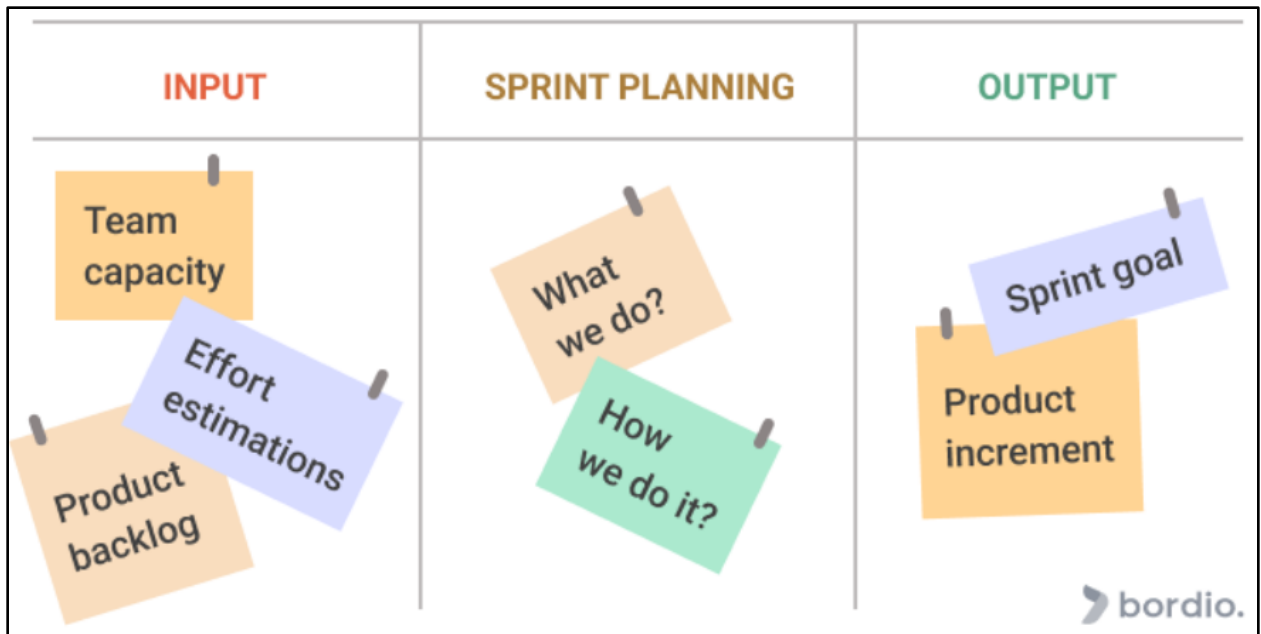 INPUT
SPRINT PLANNING
OUTPUT
Team
capacity
Effort
estimations
Product
backlog
What
we do?
How
we do it?
Sprint goal
Product
increment
bordio.